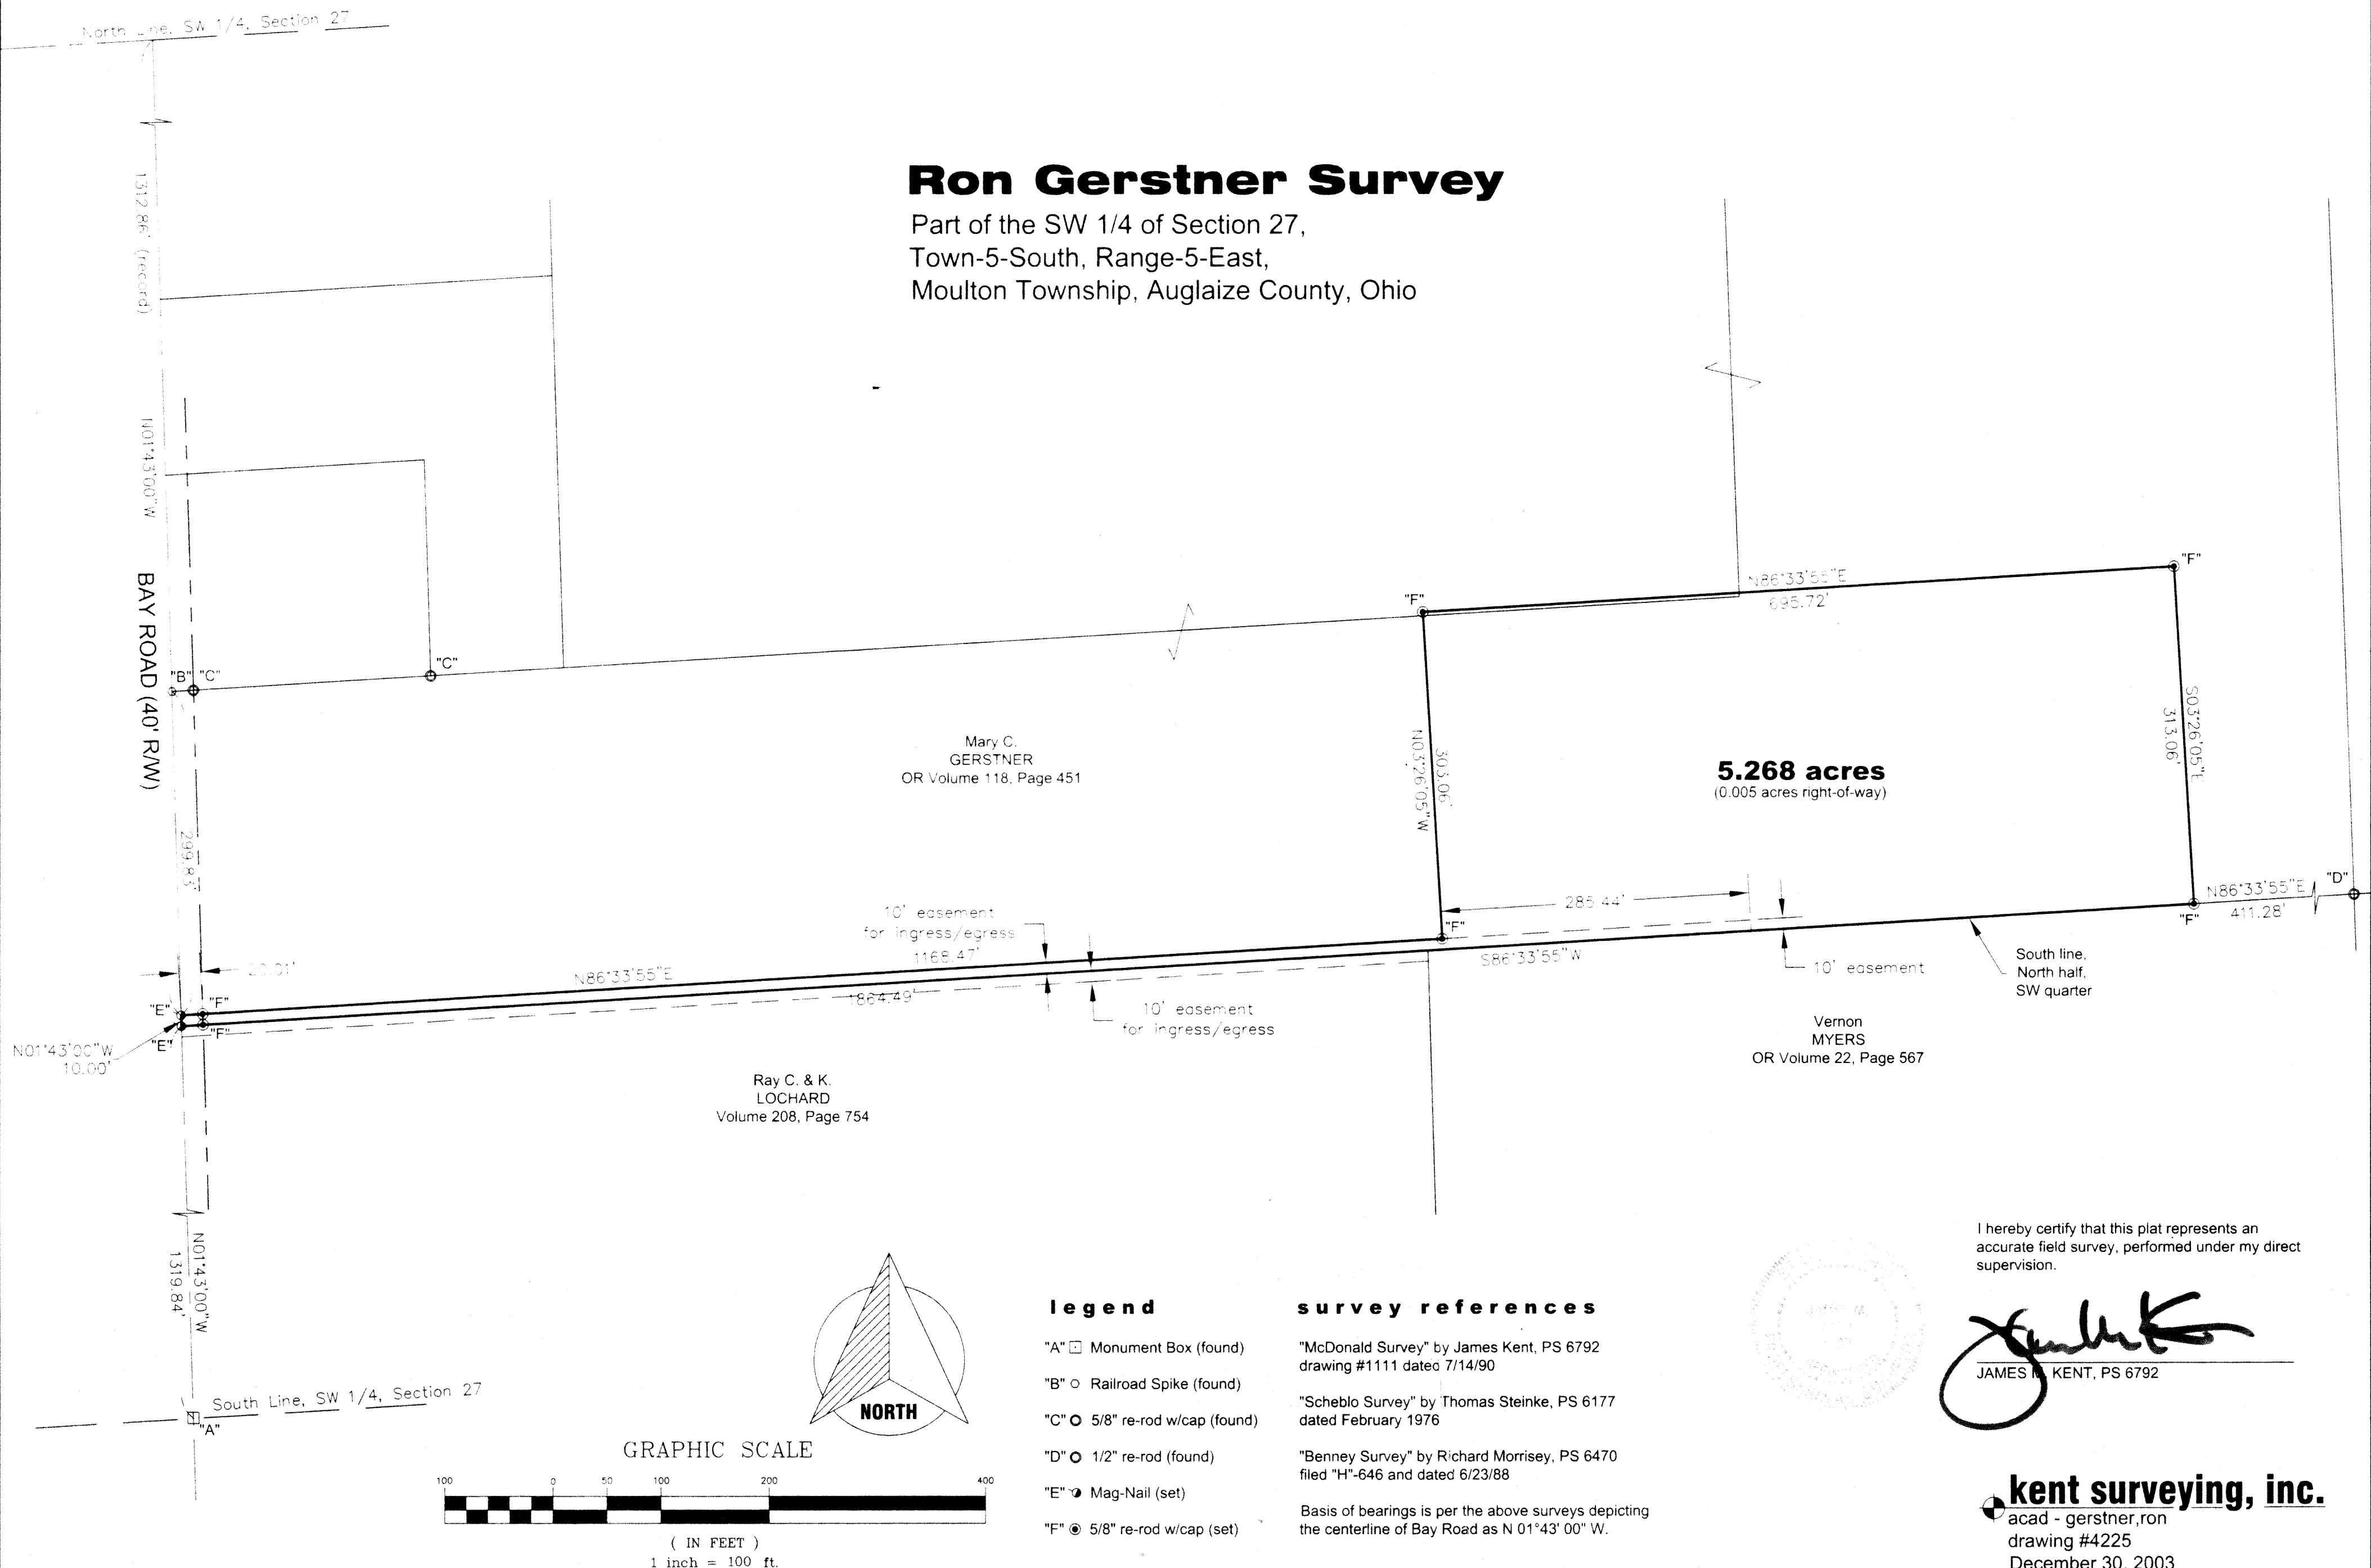 North Line, SW 1/4, Section 27
Ron Gerstner Survey
Part of the SW 1/4 of Section 27,
Town-5-South, Range-5-East,
Moulton Township, Auglaize County, Ohio
1312.86' (record)
N01°43'00"W
BAY ROAD (40' R/W)
"B"
"C"
"C"
299.83'
"F"
N86°33'55"E
695.72'
"F"
Mary C.
GERSTNER
OR Volume 118, Page 451
N03°26'05"W
303.06'
5.268 acres
(0.005 acres right-of-way)
S03°26'05"E
313.06'
N86°33'55"E
411.28'
"D"
"F"
285.44'
"F"
10' easement
for ingress/egress
1168.47'
N86°33'55"E
20.01'
"E"
"F"
1864.49'
S86°33'55"W
10' easement
South line,
North half,
SW quarter
"F"
"E"
N01°43'00"W
10.00'
10' easement
for ingress/egress
Vernon
MYERS
OR Volume 22, Page 567
Ray C. & K.
LOCHARD
Volume 208, Page 754
N01°43'00"W
1319.84'
South Line, SW 1/4, Section 27
"A"
NORTH
GRAPHIC SCALE
100 0 50 100 200 400
( IN FEET )
1 inch = 100 ft.
legend
"A" Monument Box (found)
"B" Railroad Spike (found)
"C" 5/8" re-rod w/cap (found)
"D" 1/2" re-rod (found)
"E" Mag-Nail (set)
"F" 5/8" re-rod w/cap (set)
survey references
"McDonald Survey" by James Kent, PS 6792
drawing #1111 dated 7/14/90
"Scheblo Survey" by Thomas Steinke, PS 6177
dated February 1976
"Benney Survey" by Richard Morrisey, PS 6470
filed "H"-646 and dated 6/23/88
Basis of bearings is per the above surveys depicting
the centerline of Bay Road as N 01°43' 00" W.
I hereby certify that this plat represents an
accurate field survey, performed under my direct
supervision.
JAMES M. KENT, PS 6792
kent surveying, inc.
acad - gerstner,ron
drawing #4225
December 30, 2003